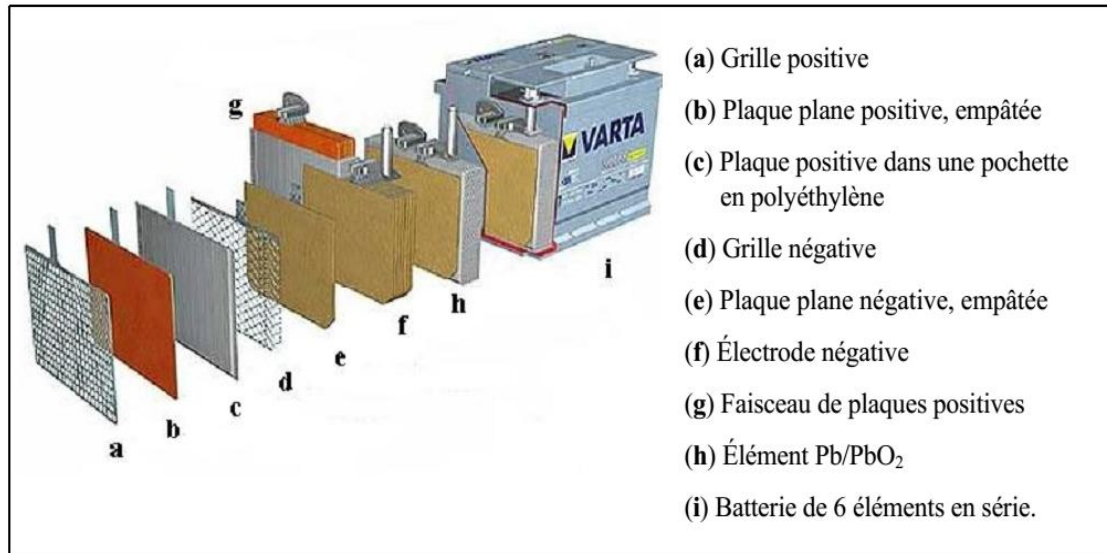 g
VARTA
i
h
f
e
d
c
b
a
(a) Grille positive
(b) Plaque plane positive, empâtée
(c) Plaque positive dans une pochette
en polyéthylène
(d) Grille négative
(e) Plaque plane négative, empâtée
(f) Électrode négative
(g) Faisceau de plaques positives
(h) Élément Pb/PbO₂
(i) Batterie de 6 éléments en série.